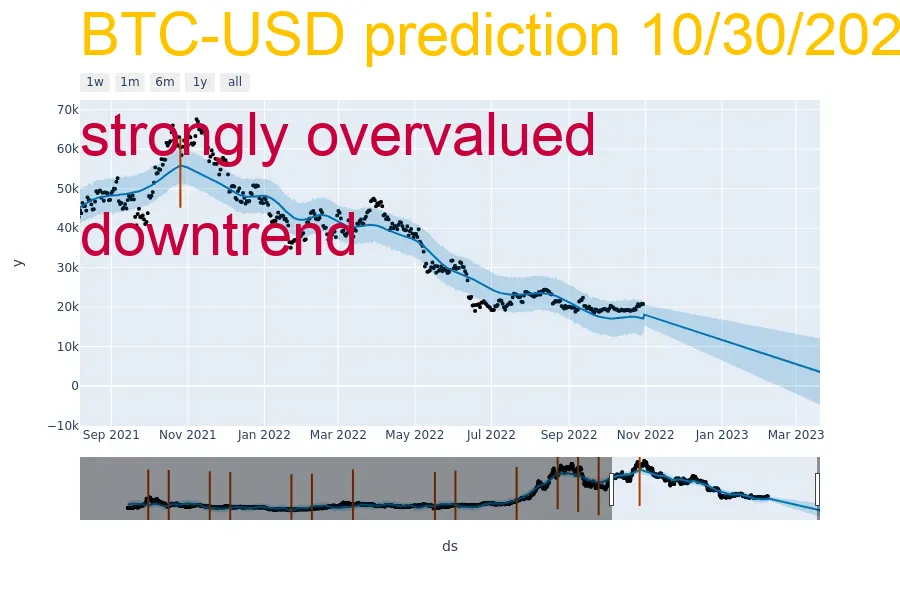 BTC-USD prediction 10/30/202
1w 1m 6m 1y all
70k
strongly overvalued
60k
50k
40k
downtrend
30k
y
20k
10k
0
−10k
Sep 2021 Nov 2021 Jan 2022 Mar 2022 May 2022 Jul 2022 Sep 2022 Nov 2022 Jan 2023 Mar 2023
ds